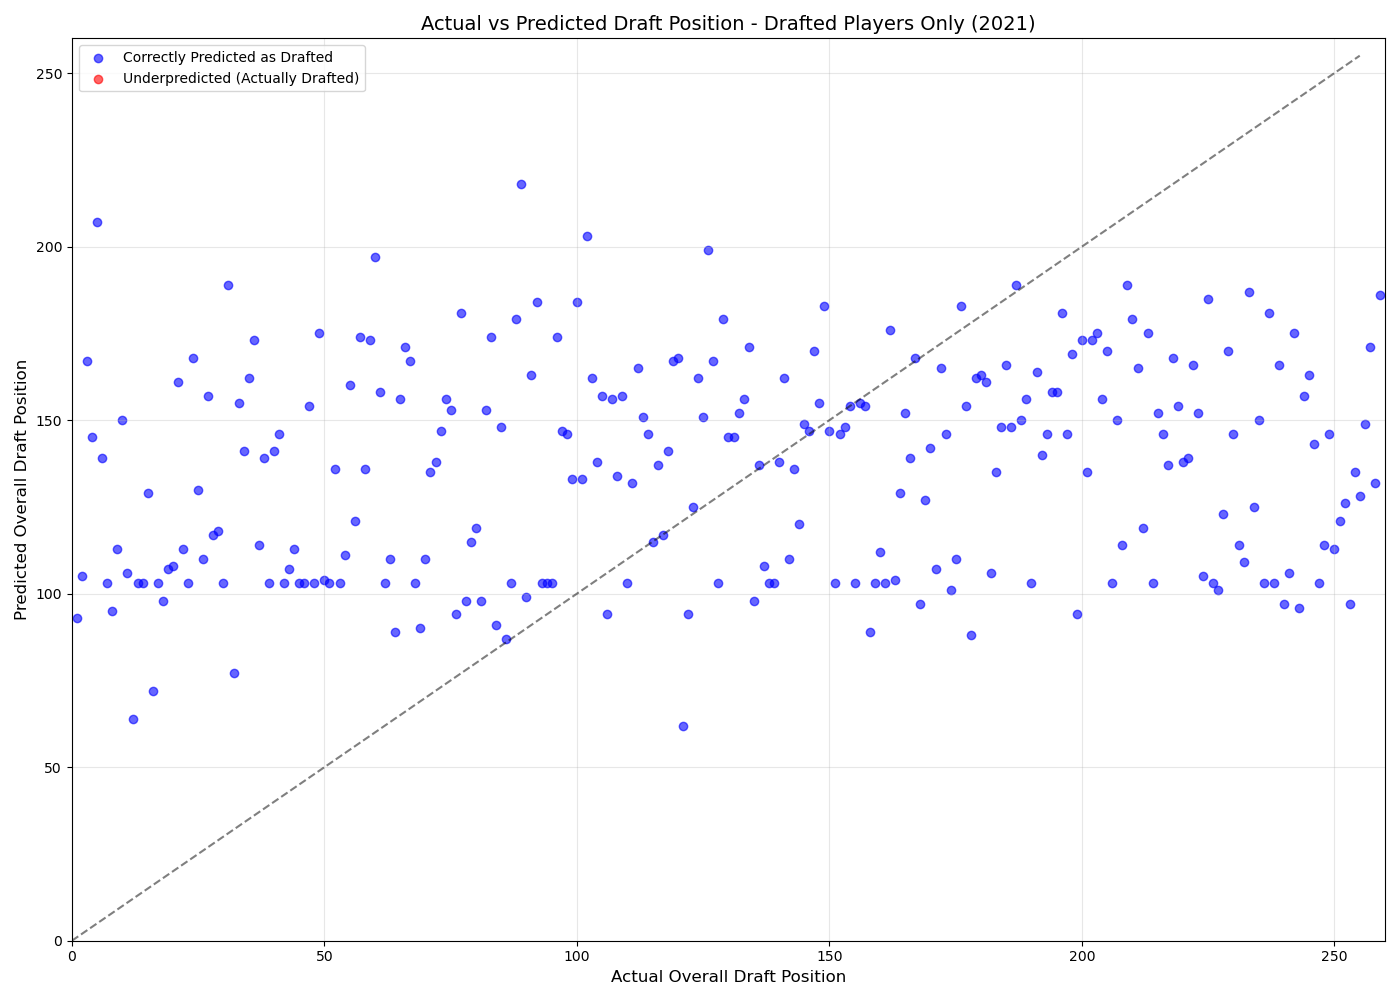 Actual vs Predicted Draft Position - Drafted Players Only (2021)
Correctly Predicted as Drafted
Underpredicted (Actually Drafted)
Predicted Overall Draft Position
250
200
150
100
50
0
0 50 100 150 200 250
Actual Overall Draft Position